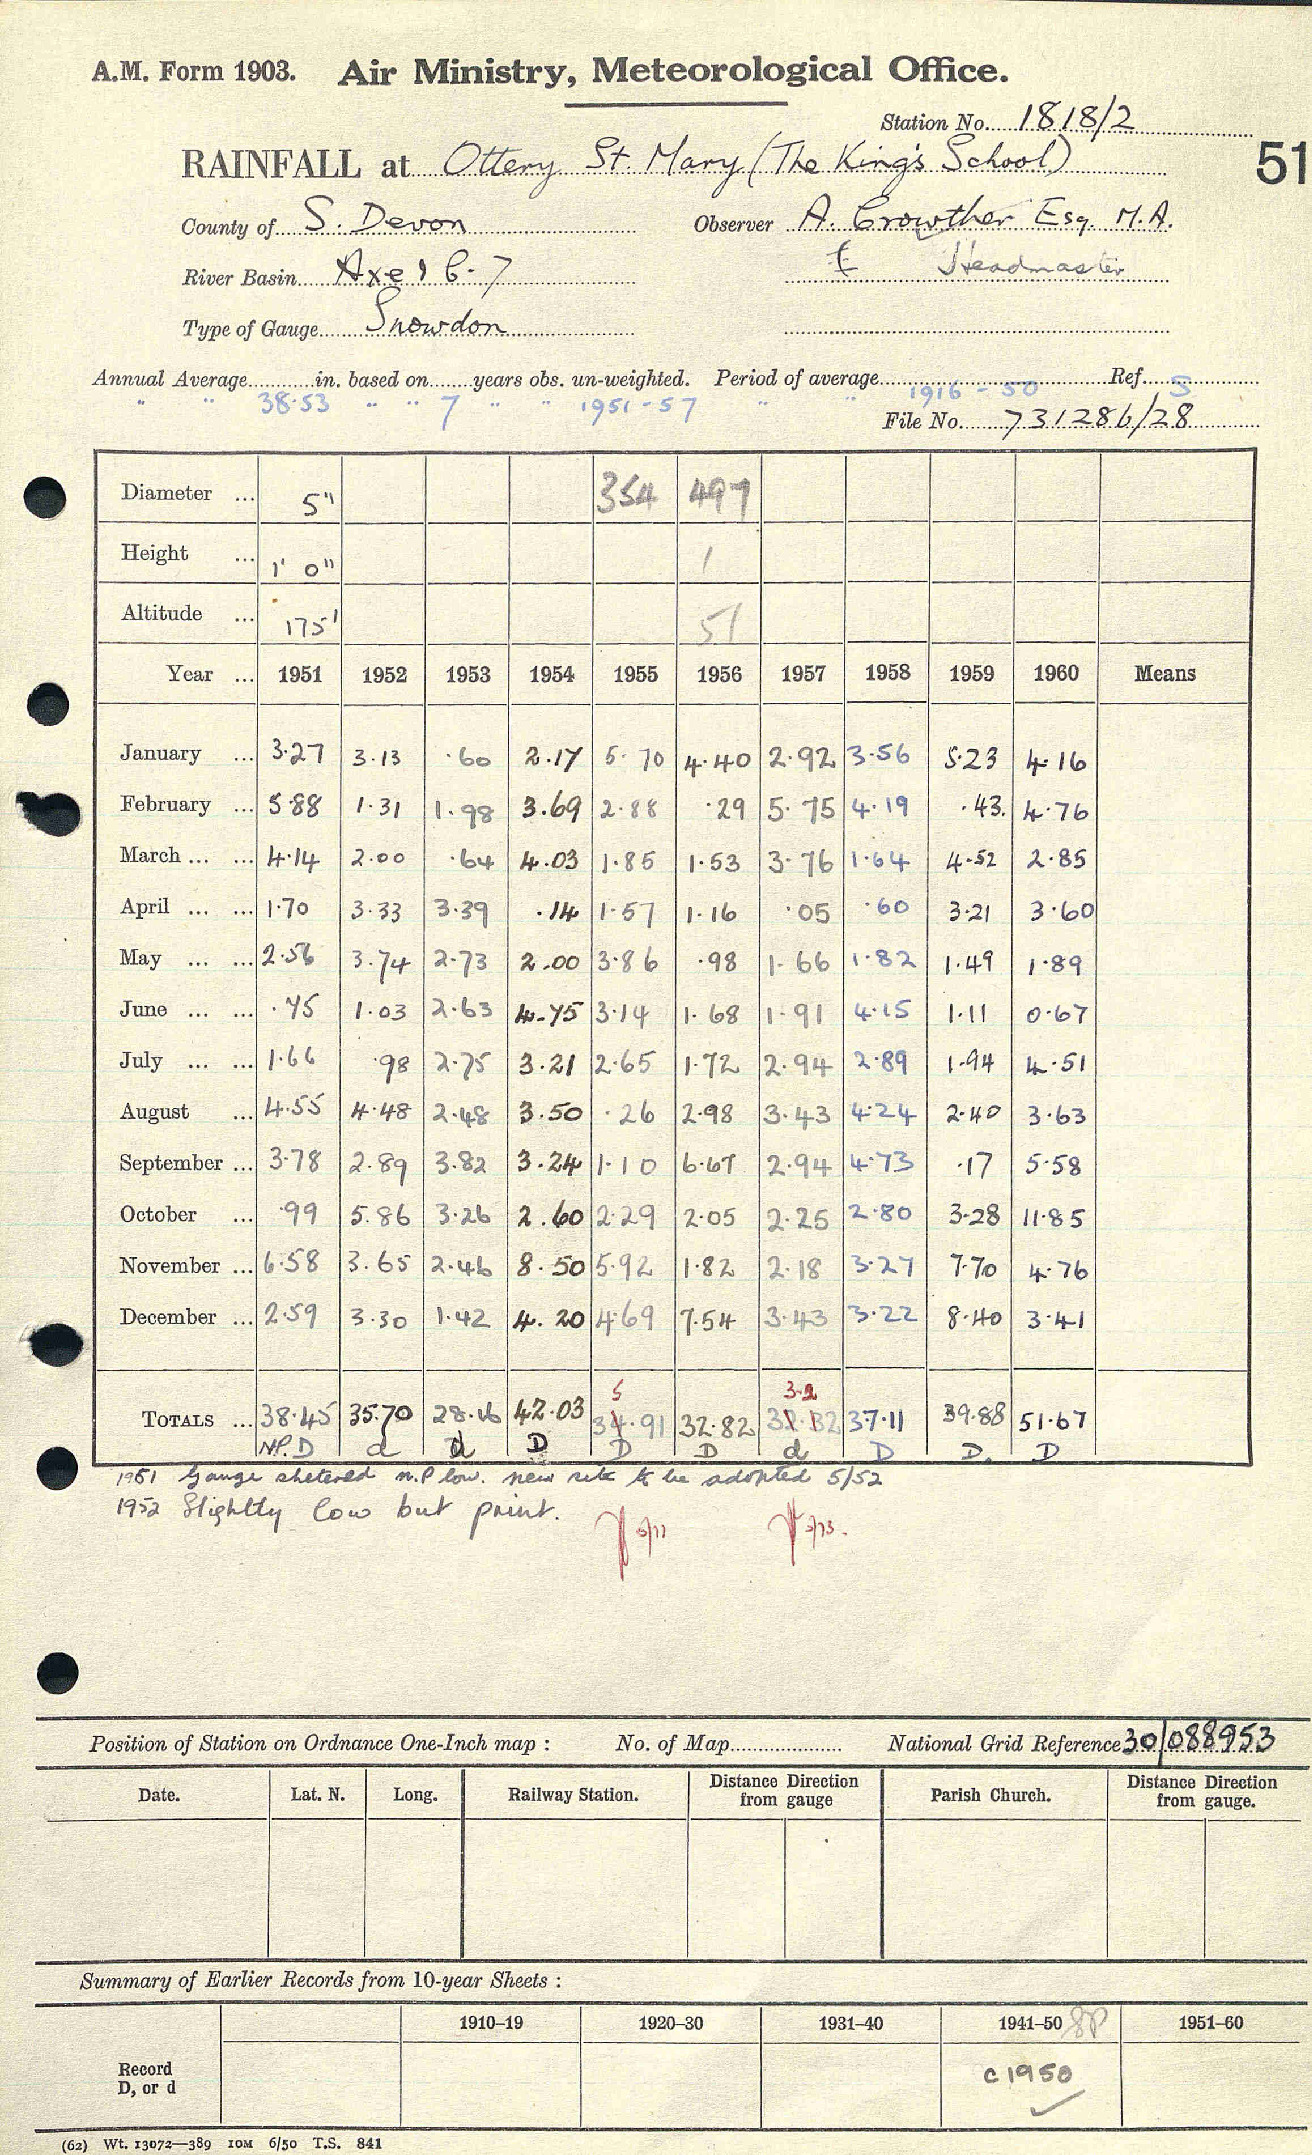 A.M. Form 1903. Air Ministry, Meteorological Office.
Station No. 1818/2
51
RAINFALL at Ottery St. Mary (The King's School)
County of S. Devon Observer A. Crowther Esq. M.A.
River Basin Axe 16.7 Headmaster
Type of Gauge Snowdon
Annual Average in. based on years obs. un-weighted. Period of average 1916-50 Ref. S
" " 38.53 " " 7 " " 1951-57 " "
File No. 731286/28
Diameter ... 5" 354 497
Height ... 1' 0" 1
Altitude ... 175' 51
Year ... 1951 1952 1953 1954 1955 1956 1957 1958 1959 1960 Means
January ... 3.27 3.13 .60 2.17 5.70 4.40 2.92 3.56 5.23 4.16
February ... 5.88 1.31 1.98 3.69 2.88 .29 5.75 4.19 .43 4.76
March ... ... 4.14 2.00 .64 4.03 1.85 1.53 3.76 1.64 4.52 2.85
April ... ... 1.70 3.33 3.39 .14 1.57 1.16 .05 .60 3.21 3.60
May ... ... 2.56 3.74 2.73 2.00 3.86 .98 1.66 1.82 1.49 1.89
June ... ... .75 1.03 2.63 4.75 3.14 1.68 1.91 4.15 1.11 0.67
July ... ... 1.66 .98 2.75 3.21 2.65 1.72 2.94 2.89 1.94 4.51
August ... 4.55 4.48 2.48 3.50 .26 2.98 3.43 4.24 2.40 3.63
September ... 3.78 2.89 3.82 3.24 1.10 6.67 2.94 4.73 .17 5.58
October ... .99 5.86 3.26 2.60 2.29 2.05 2.25 2.80 3.28 11.85
November ... 6.58 3.65 2.46 8.50 5.92 1.82 2.18 3.27 7.70 4.76
December ... 2.59 3.30 1.42 4.20 4.69 7.54 3.43 3.22 8.40 3.41
5 3.2
TOTALS ... 38.45 35.70 28.16 42.03 34.91 32.82 32.32 37.11 39.88 51.67
N.P. D d d D D D d D D. D
1951 Gauge sheltered n.P low. new site to be adopted 5/52
1952 Slightly low but print.
Position of Station on Ordnance One-Inch map : No. of Map National Grid Reference 30/088953
Date. Lat. N. Long. Railway Station. Distance Direction from gauge Parish Church. Distance Direction from gauge.
Summary of Earlier Records from 10-year Sheets :
1910–19 1920–30 1931–40 1941–50 1951–60
Record
D, or d
c 1950
(62) Wt. 13072—389 10M 6/50 T.S. 841